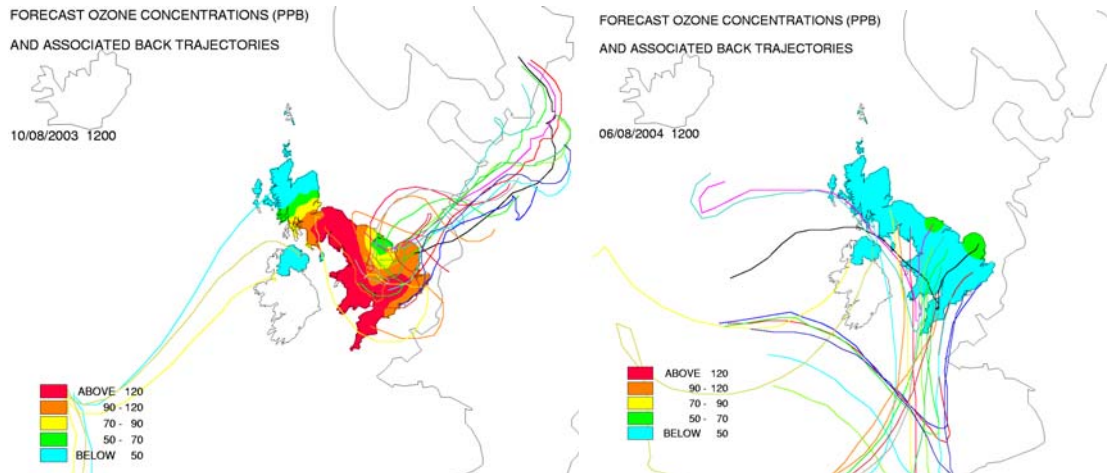 FORECAST OZONE CONCENTRATIONS (PPB)
AND ASSOCIATED BACK TRAJECTORIES
10/08/2003 1200
ABOVE 120
90 - 120
70 - 90
50 - 70
BELOW 50
FORECAST OZONE CONCENTRATIONS (PPB)
AND ASSOCIATED BACK TRAJECTORIES
06/08/2004 1200
ABOVE 120
90 - 120
70 - 90
50 - 70
BELOW 50